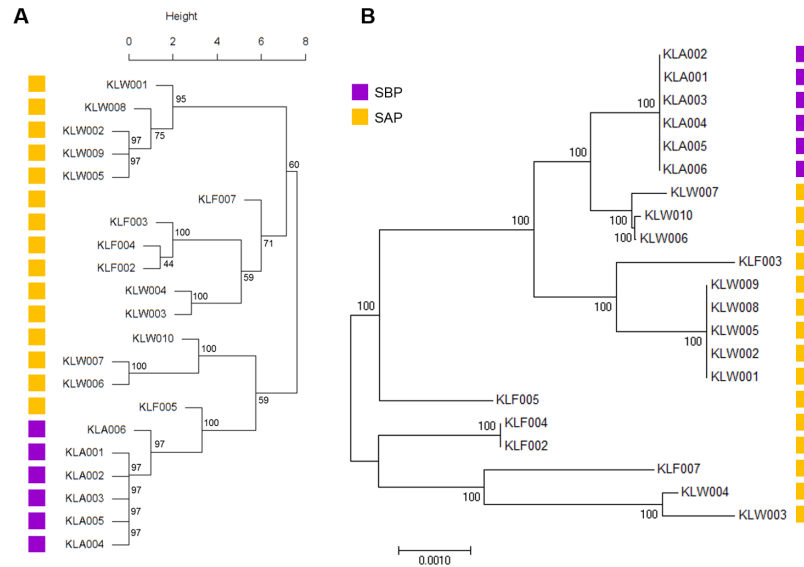 A
Height
0 2 4 6 8
KLW001
95
KLW008
75
KLW002
97
KLW009
97
KLW005
60
KLF007
71
KLF003
100
KLF004
44
KLF002
59
KLW004
100
KLW003
KLW010
100
KLW007
100
KLW006
59
KLF005
100
KLA006
97
KLA001
97
KLA002
97
KLA003
97
KLA005
97
KLA004
B
SBP
SAP
KLA002
KLA001
KLA003
100
KLA004
KLA005
100
KLA006
KLW007
100
KLW010
100
KLW006
100
KLF003
KLW009
KLW008
100
KLW005
100
KLW002
KLW001
100
KLF005
100
KLF004
KLF002
KLF007
100
KLW004
100
KLW003
0.0010